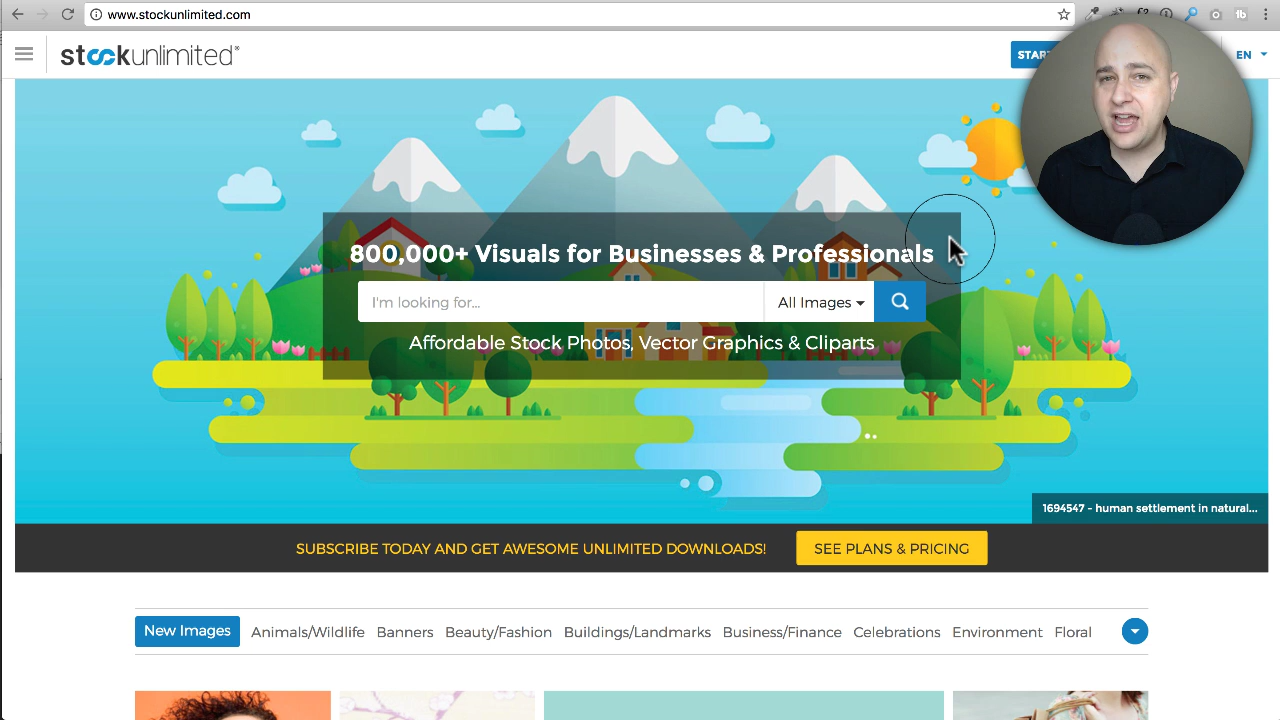 www.stockunlimited.com
fb
stockunlimited®
START
EN
800,000+ Visuals for Businesses & Professionals
I'm looking for...
All Images
Affordable Stock Photos, Vector Graphics & Cliparts
1694547 - human settlement in natural...
SUBSCRIBE TODAY AND GET AWESOME UNLIMITED DOWNLOADS!
SEE PLANS & PRICING
New Images
Animals/Wildlife
Banners
Beauty/Fashion
Buildings/Landmarks
Business/Finance
Celebrations
Environment
Floral